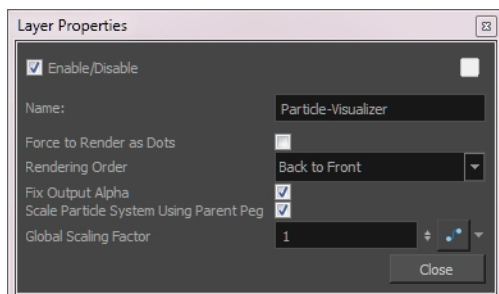 Layer Properties
Enable/Disable
Name: Particle-Visualizer
Force to Render as Dots
Rendering Order Back to Front
Fix Output Alpha
Scale Particle System Using Parent Peg
Global Scaling Factor 1
Close